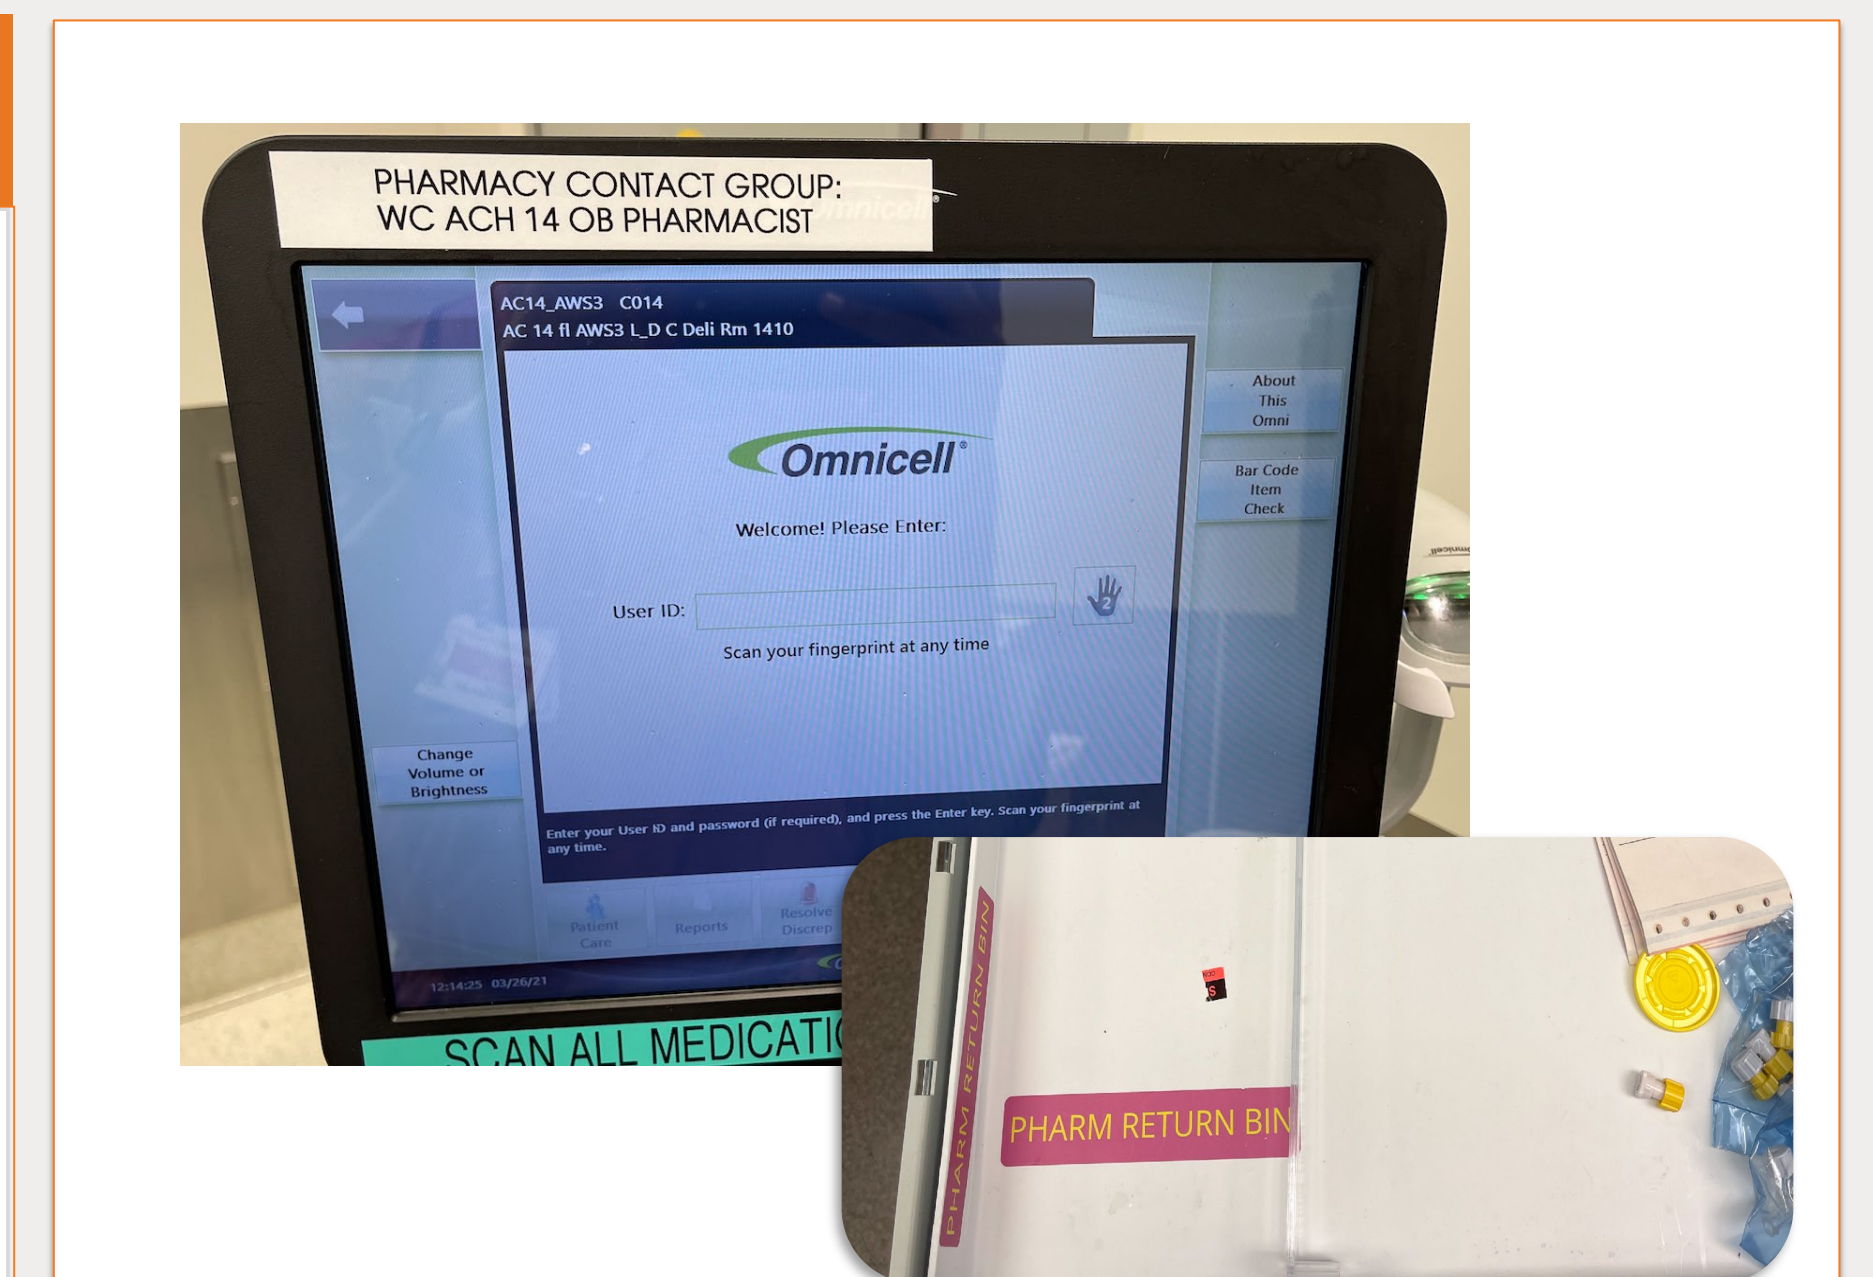 PHARMACY CONTACT GROUP:
WC ACH 14 OB PHARMACIST
Omnicell®
AC14_AWS3 C014
AC 14 fl AWS3 L_D C Deli Rm 1410
About
This
Omni
Bar Code
Item
Check
Omnicell®
Welcome! Please Enter:
User ID:
2
Scan your fingerprint at any time
Change
Volume or
Brightness
Enter your User ID and password (if required), and press the Enter key. Scan your fingerprint at
any time.
Patient
Care
Reports
Resolve
Discrep
12:14:25 03/26/21
SCAN ALL
PHARM RETURN BIN
PHARM RETURN BIN